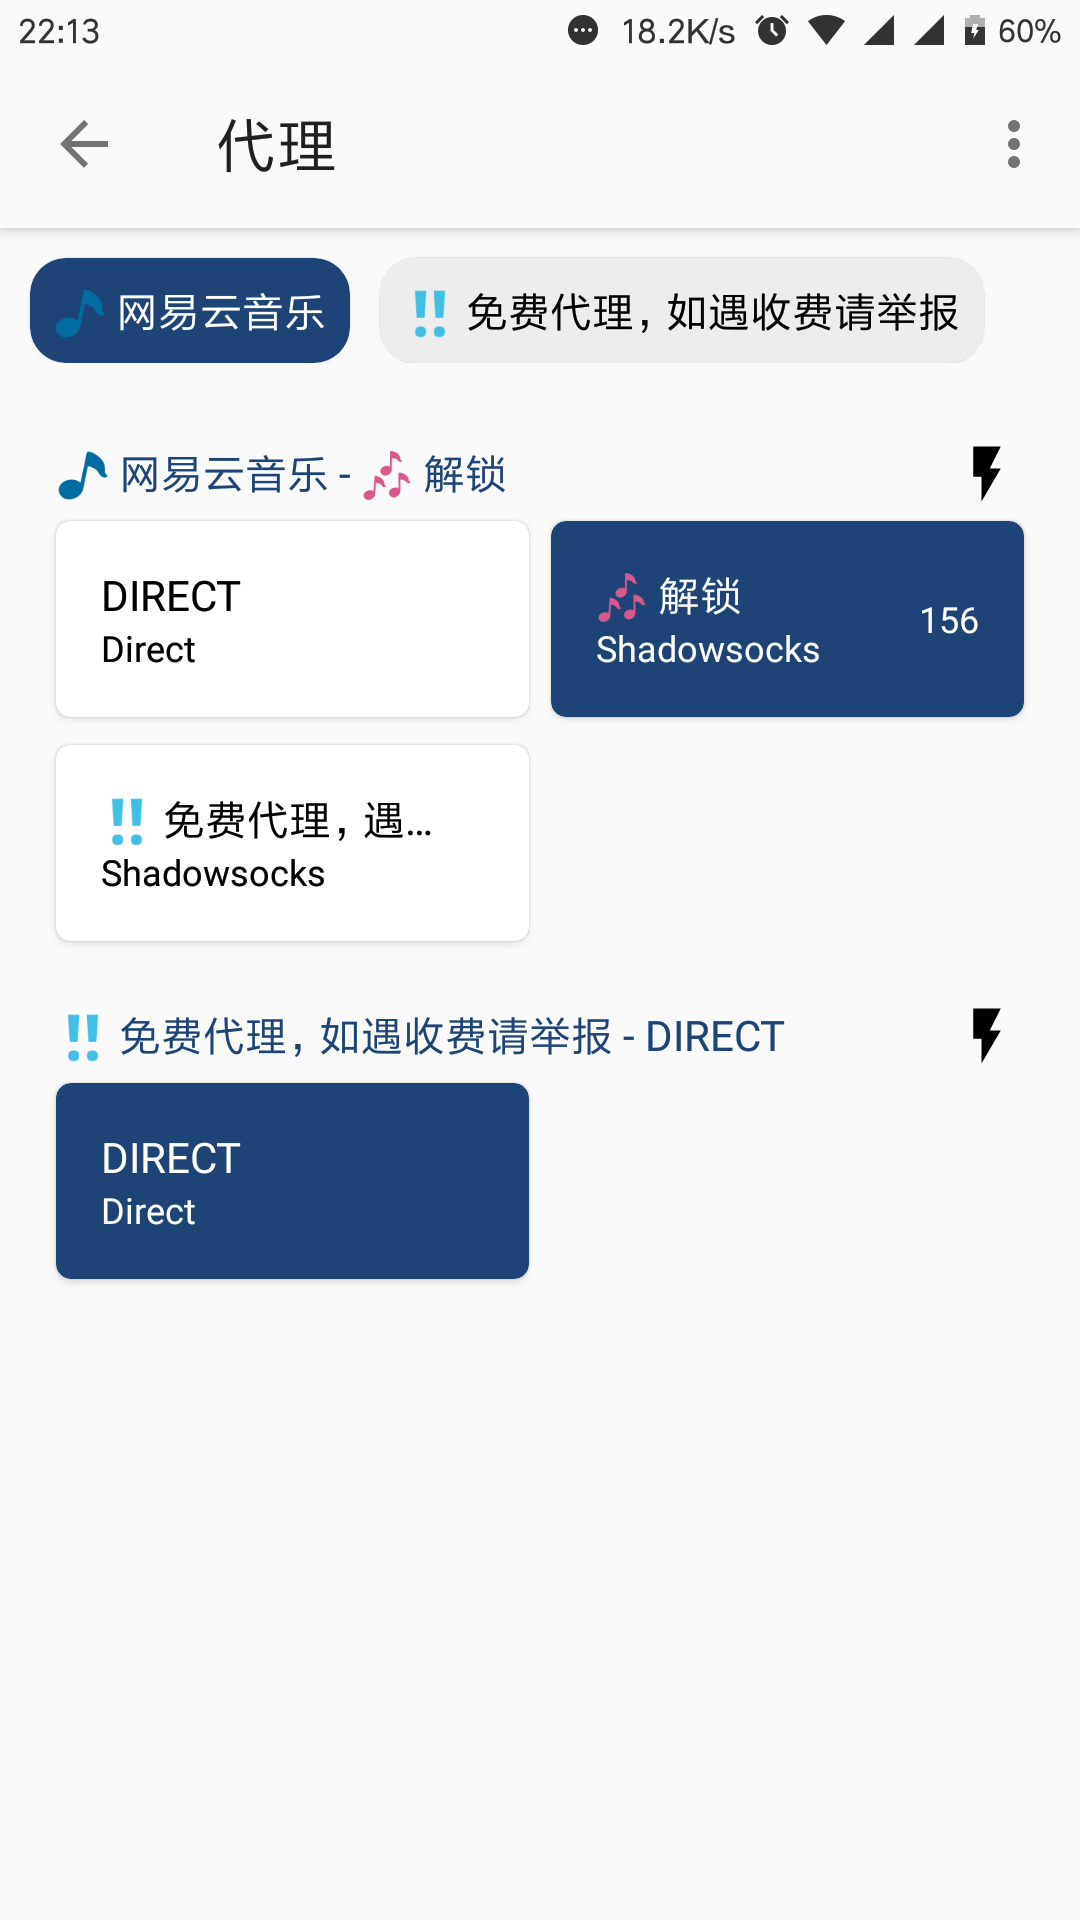 22:13 18.2K/s 60%
代理
🎵 网易云音乐 ‼️ 免费代理，如遇收费请举报
🎵 网易云音乐 - 🎶 解锁
DIRECT
Direct
🎶 解锁
Shadowsocks
156
‼️ 免费代理，遇...
Shadowsocks
‼️ 免费代理，如遇收费请举报 - DIRECT
DIRECT
Direct